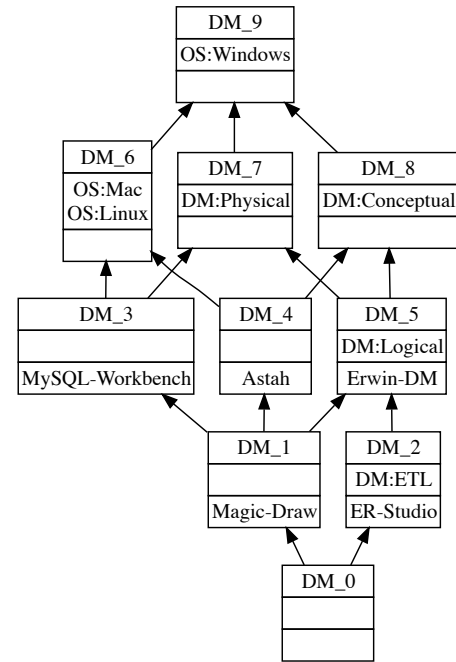 DM_9
OS:Windows
DM_6
OS:Mac
OS:Linux
DM_7
DM:Physical
DM_8
DM:Conceptual
DM_3
MySQL-Workbench
DM_4
Astah
DM_5
DM:Logical
Erwin-DM
DM_1
Magic-Draw
DM_2
DM:ETL
ER-Studio
DM_0